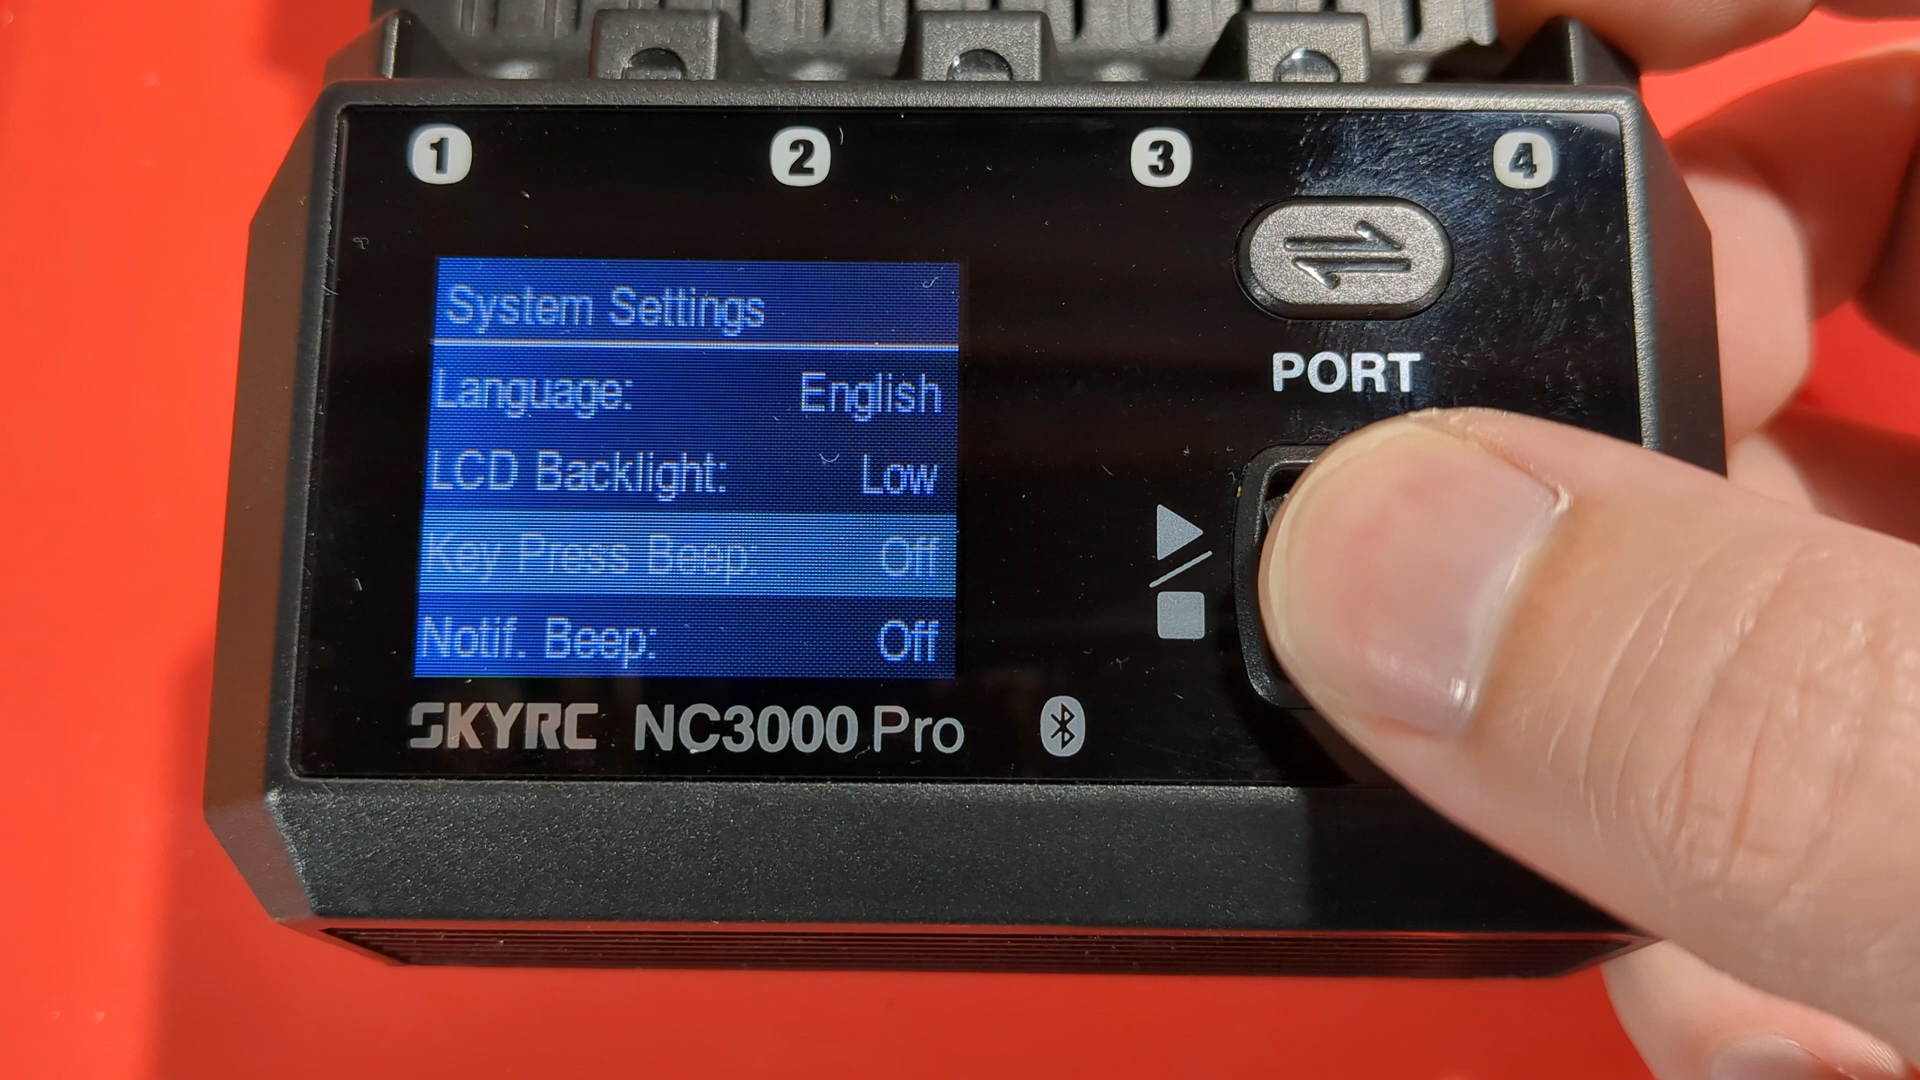 1 2 3 4
System Settings
Language: English
LCD Backlight: Low
Key Press Beep: Off
Notif. Beep: Off
PORT
SKYRC NC3000 Pro